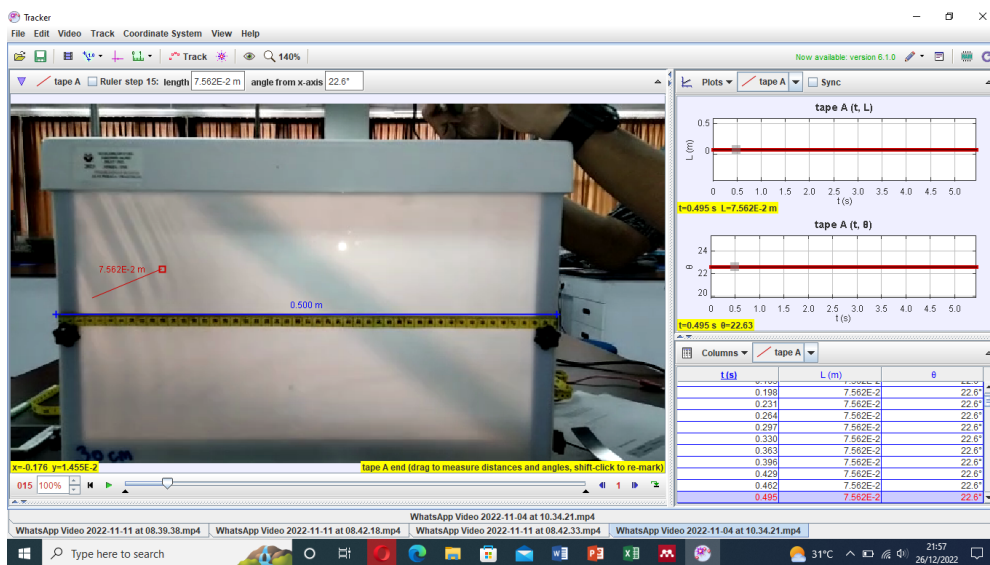 Tracker
File Edit Video Track Coordinate System View Help
Track 140% Now available: version 6.1.0
tape A Ruler step 15: length 7.562E-2 m angle from x-axis 22.6°
Plots tape A Sync
tape A (t, L)
0.5
0
L (m)
0 0.5 1.0 1.5 2.0 2.5 3.0 3.5 4.0 4.5 5.0
t (s)
t=0.495 s L=7.562E-2 m
tape A (t, θ)
24
22
20
θ
0 0.5 1.0 1.5 2.0 2.5 3.0 3.5 4.0 4.5 5.0
t (s)
t=0.495 s θ=22.63
7.562E-2 m
0.500 m
30 cm
x=-0.176 y=1.455E-2
tape A end (drag to measure distances and angles, shift-click to re-mark)
015 100% 1
Columns tape A
t (s) L (m) θ
0.198 7.562E-2 22.6°
0.231 7.562E-2 22.6°
0.264 7.562E-2 22.6°
0.297 7.562E-2 22.6°
0.330 7.562E-2 22.6°
0.363 7.562E-2 22.6°
0.396 7.562E-2 22.6°
0.429 7.562E-2 22.6°
0.462 7.562E-2 22.6°
0.495 7.562E-2 22.6°
WhatsApp Video 2022-11-04 at 10.34.21.mp4
WhatsApp Video 2022-11-11 at 08.39.38.mp4 WhatsApp Video 2022-11-11 at 08.42.18.mp4 WhatsApp Video 2022-11-11 at 08.42.33.mp4 WhatsApp Video 2022-11-04 at 10.34.21.mp4
Type here to search
31°C
21:57
26/12/2022